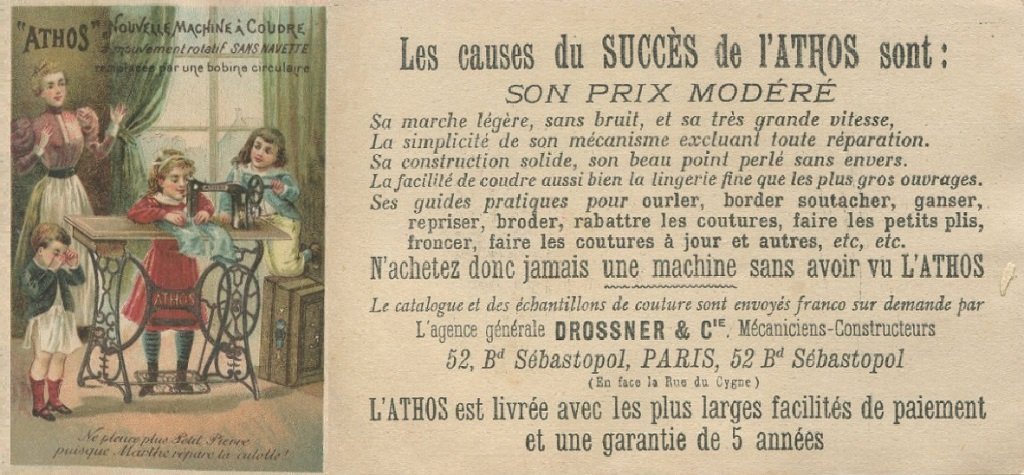 "ATHOS" NOUVELLE MACHINE À COUDRE
à mouvement rotatif SANS NAVETTE
remplacée par une bobine circulaire
ATHOS
Ne pleure plus Petit Pierre
puisque Marthe répare ta culotte!
Les causes du SUCCÈS de l'ATHOS sont :
SON PRIX MODÉRÉ
Sa marche légère, sans bruit, et sa très grande vitesse,
La simplicité de son mécanisme excluant toute réparation.
Sa construction solide, son beau point perlé sans envers.
La facilité de coudre aussi bien la lingerie fine que les plus gros ouvrages.
Ses guides pratiques pour ourler, border soutacher, ganser,
repriser, broder, rabattre les coutures, faire les petits plis,
froncer, faire les coutures à jour et autres, etc, etc.
N'achetez donc jamais une machine sans avoir vu L'ATHOS
Le catalogue et des échantillons de couture sont envoyés franco sur demande par
L'agence générale DROSSNER & CIE. Mécaniciens-Constructeurs
52, Bd Sébastopol, PARIS, 52 Bd Sébastopol
(En face la Rue du Cygne)
L'ATHOS est livrée avec les plus larges facilités de paiement
et une garantie de 5 années